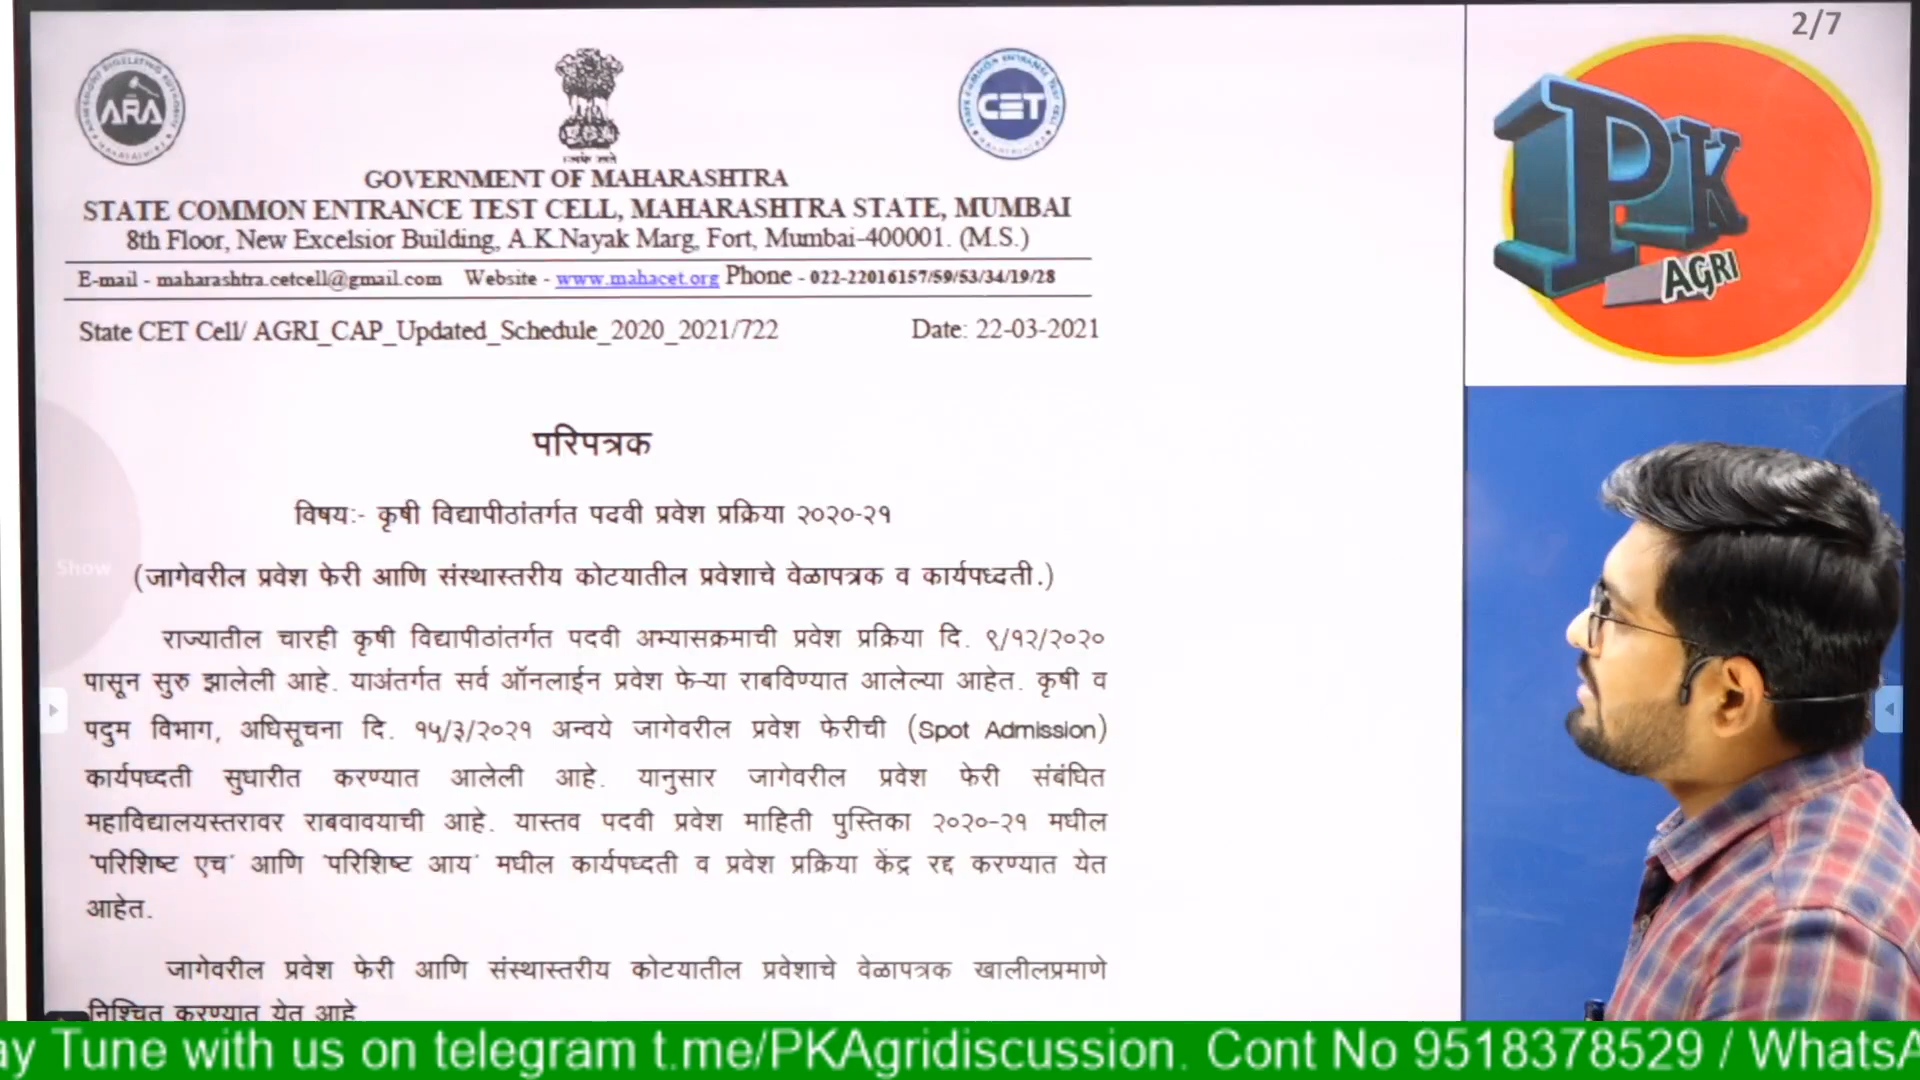 2/7
ARA
CET
GOVERNMENT OF MAHARASHTRA
STATE COMMON ENTRANCE TEST CELL, MAHARASHTRA STATE, MUMBAI
8th Floor, New Excelsior Building, A.K.Nayak Marg, Fort, Mumbai-400001. (M.S.)
E-mail - maharashtra.cetcell@gmail.com Website - www.mahacet.org Phone - 022-22016157/59/53/34/19/28
State CET Cell/ AGRI_CAP_Updated_Schedule_2020_2021/722 Date: 22-03-2021
PK
AGRI
परिपत्रक
विषयः- कृषी विद्यापीठांतर्गत पदवी प्रवेश प्रक्रिया २०२०-२१
Show
(जागेवरील प्रवेश फेरी आणि संस्थास्तरीय कोटयातील प्रवेशाचे वेळापत्रक व कार्यपध्दती.)
राज्यातील चारही कृषी विद्यापीठांतर्गत पदवी अभ्यासक्रमाची प्रवेश प्रक्रिया दि. ९/१२/२०२०
पासून सुरु झालेली आहे. याअंतर्गत सर्व ऑनलाईन प्रवेश फेऱ्या राबविण्यात आलेल्या आहेत. कृषी व
पदुम विभाग, अधिसूचना दि. १५/३/२०२१ अन्वये जागेवरील प्रवेश फेरीची (Spot Admission)
कार्यपध्दती सुधारीत करण्यात आलेली आहे. यानुसार जागेवरील प्रवेश फेरी संबंधित
महाविद्यालयस्तरावर राबवावयाची आहे. यास्तव पदवी प्रवेश माहिती पुस्तिका २०२०-२१ मधील
'परिशिष्ट एच' आणि 'परिशिष्ट आय' मधील कार्यपध्दती व प्रवेश प्रक्रिया केंद्र रद्द करण्यात येत
आहेत.
जागेवरील प्रवेश फेरी आणि संस्थास्तरीय कोटयातील प्रवेशाचे वेळापत्रक खालीलप्रमाणे
निश्चित करण्यात येत आहे.
ay Tune with us on telegram t.me/PKAgridiscussion. Cont No 9518378529 / WhatsA